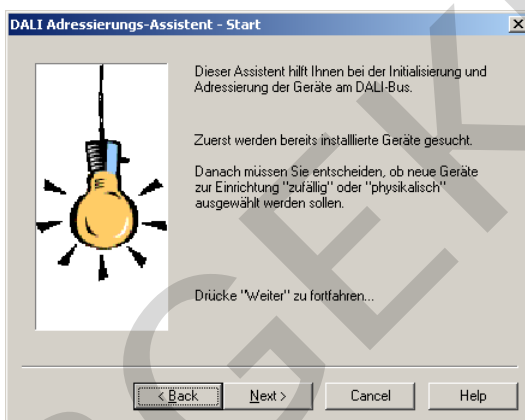 DALI Adressierungs-Assistent - Start
Dieser Assistent hilft Ihnen bei der Initialisierung und
Adressierung der Geräte am DALI-Bus.
Zuerst werden bereits installlierte Geräte gesucht.
Danach müssen Sie entscheiden, ob neue Geräte
zur Einrichtung "zufällig" oder "physikalisch"
ausgewählt werden sollen.
Drücke "Weiter" zu fortfahren...
< Back Next > Cancel Help